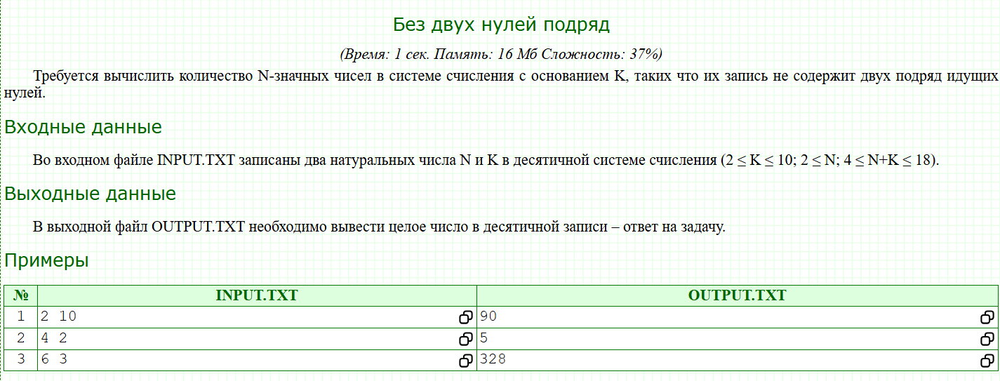 Без двух нулей подряд
(Время: 1 сек. Память: 16 Мб Сложность: 37%)
Требуется вычислить количество N-значных чисел в системе счисления с основанием K, таких что их запись не содержит двух подряд идущих
нулей.
Входные данные
Во входном файле INPUT.TXT записаны два натуральных числа N и K в десятичной системе счисления (2 ≤ K ≤ 10; 2 ≤ N; 4 ≤ N+K ≤ 18).
Выходные данные
В выходной файл OUTPUT.TXT необходимо вывести целое число в десятичной записи – ответ на задачу.
Примеры
№ INPUT.TXT OUTPUT.TXT
1 2 10 90
2 4 2 5
3 6 3 328